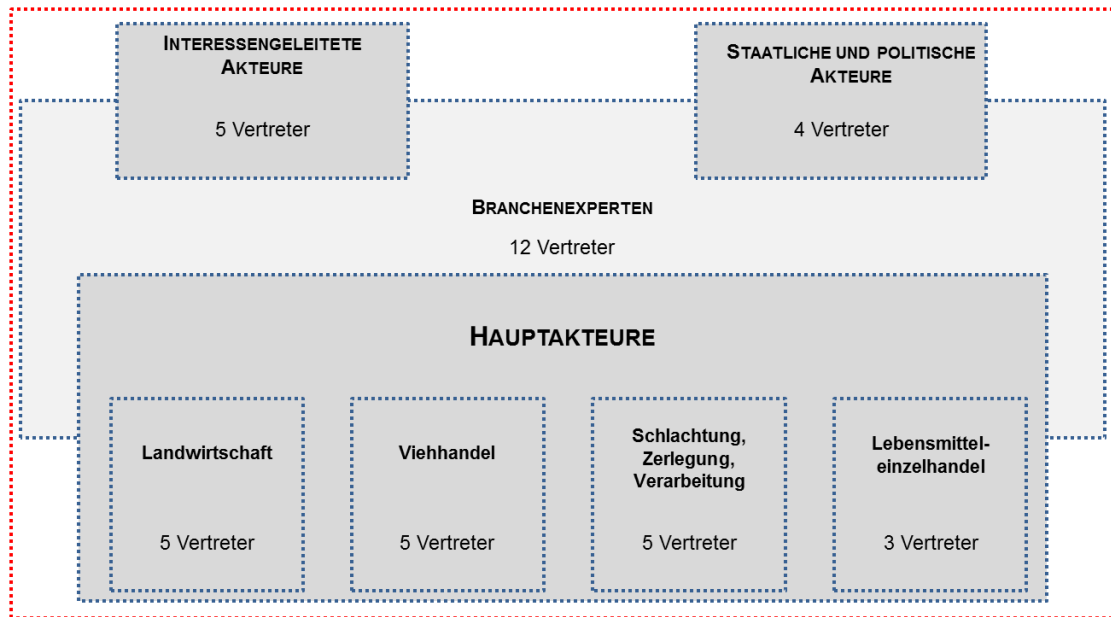 INTERESSENGELEITETE
AKTEURE
5 Vertreter
STAATLICHE UND POLITISCHE
AKTEURE
4 Vertreter
BRANCHENEXPERTEN
12 Vertreter
HAUPTAKTEURE
Landwirtschaft
5 Vertreter
Viehhandel
5 Vertreter
Schlachtung,
Zerlegung,
Verarbeitung
5 Vertreter
Lebensmittel-
einzelhandel
3 Vertreter